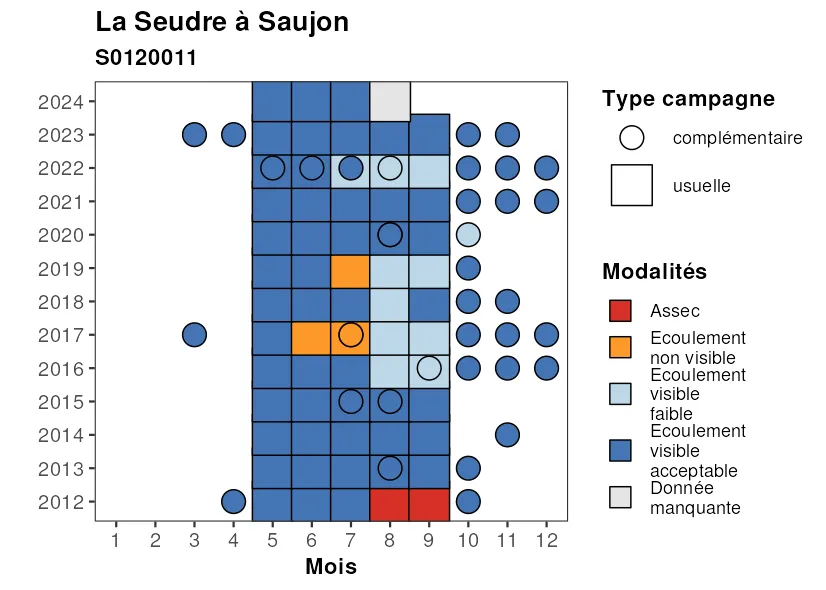 La Seudre à Saujon
S0120011
2024
2023
2022
2021
2020
2019
2018
2017
2016
2015
2014
2013
2012
1 2 3 4 5 6 7 8 9 10 11 12
Mois
Type campagne
complémentaire
usuelle
Modalités
Assec
Ecoulement
non visible
Ecoulement
visible
faible
Ecoulement
visible
acceptable
Donnée
manquante